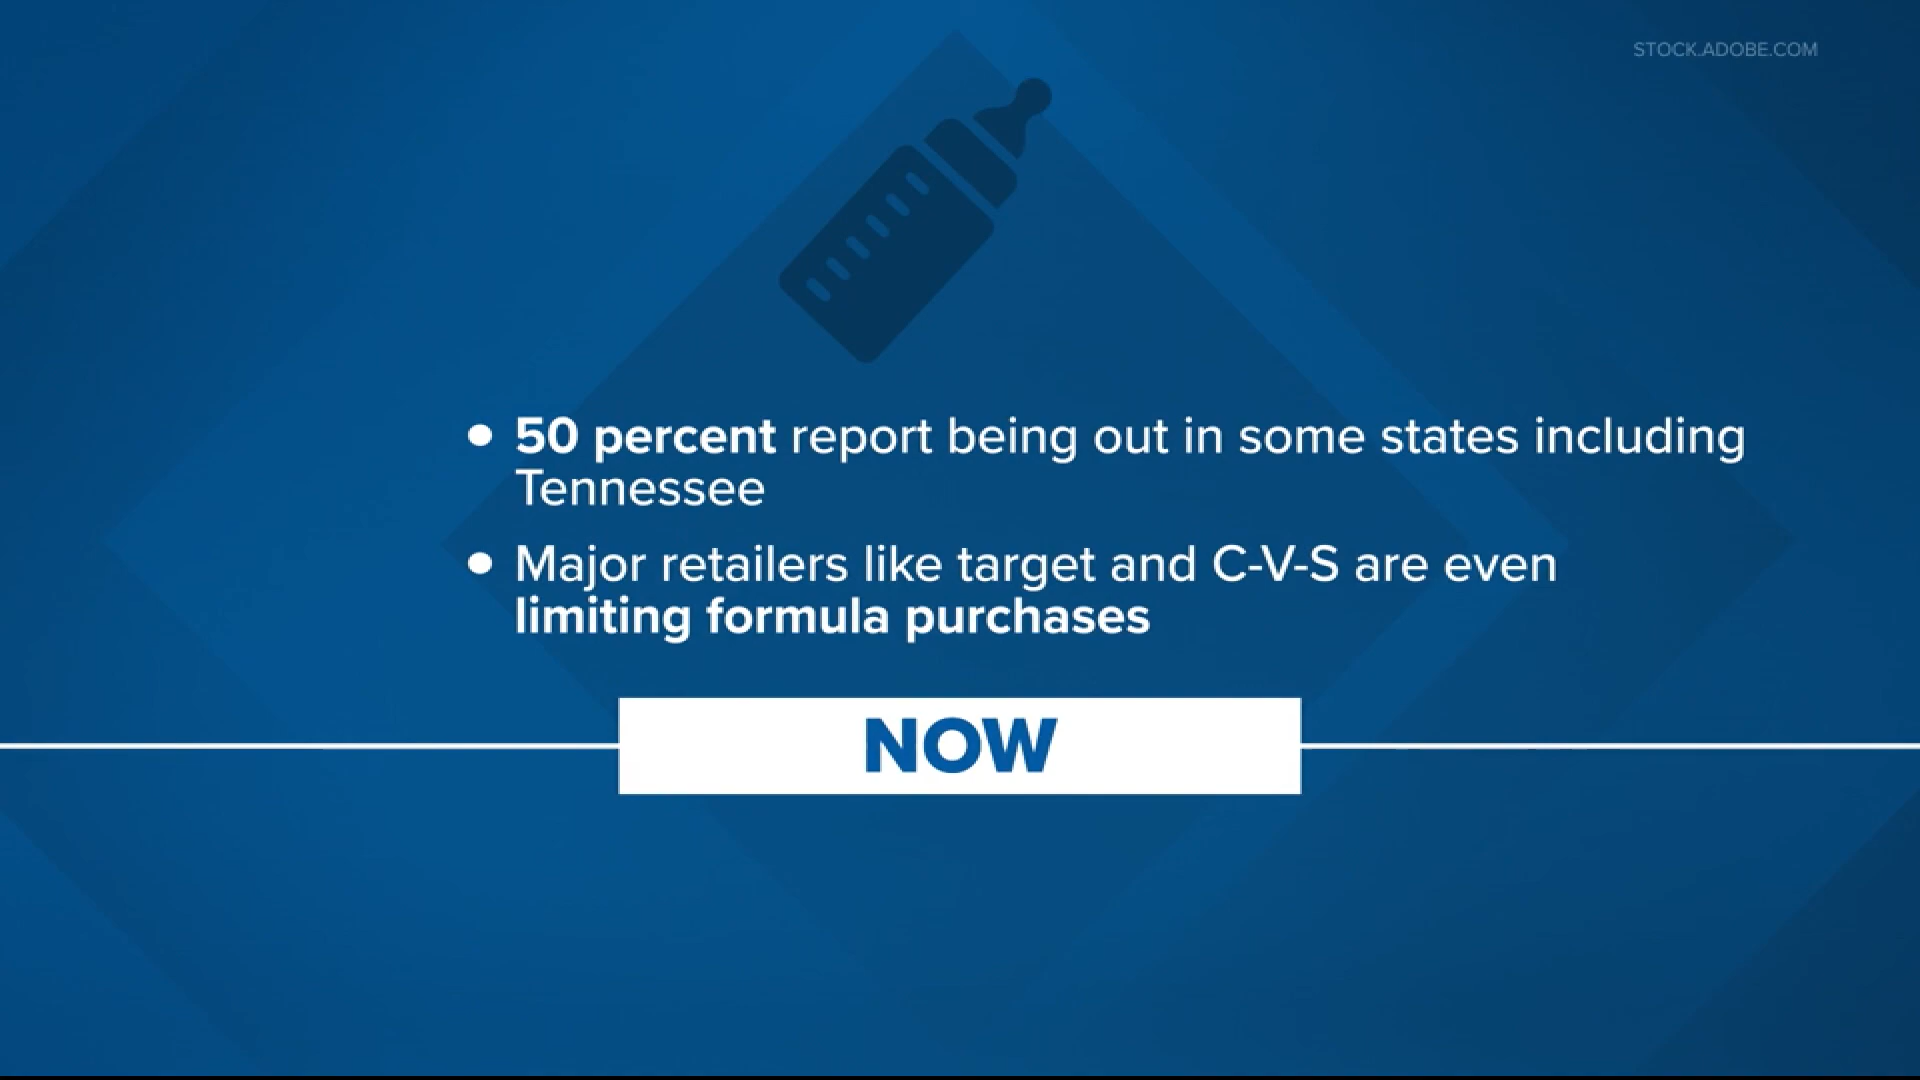 STOCK.ADOBE.COM
● 50 percent report being out in some states including
Tennessee
● Major retailers like target and C-V-S are even
limiting formula purchases
NOW